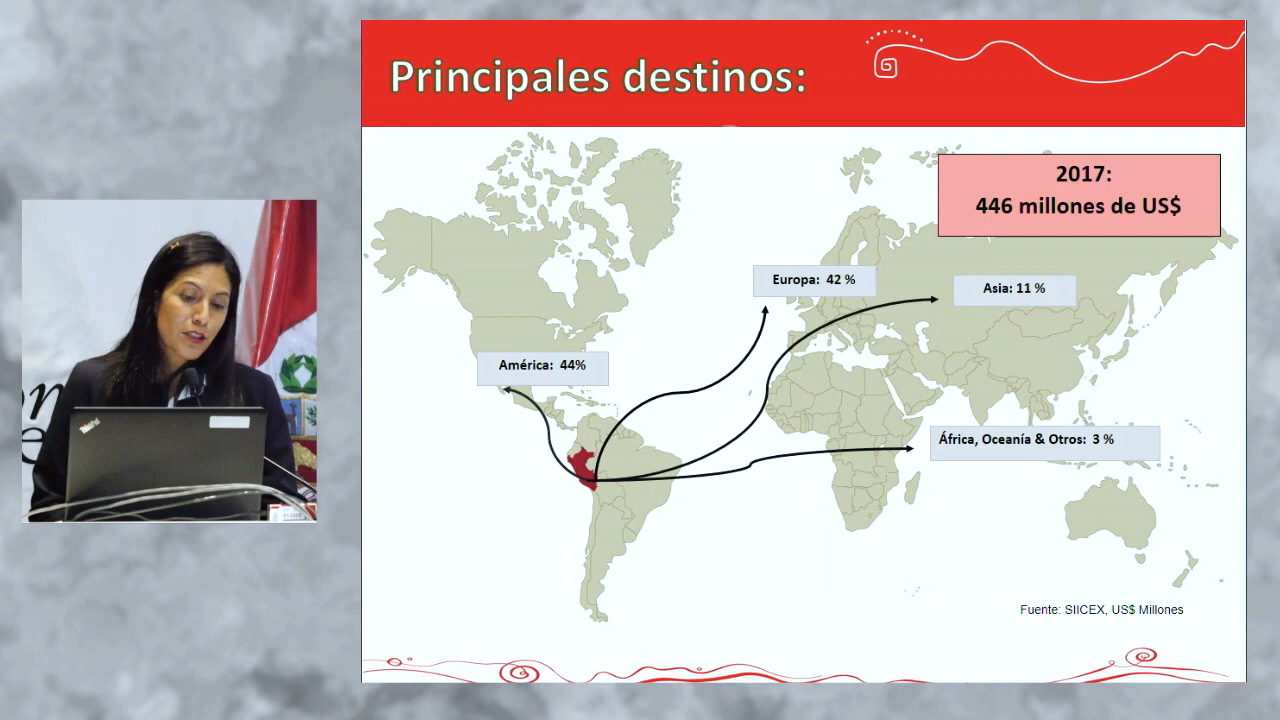 Principales destinos:
2017:
446 millones de US$
Europa: 42 %
Asia: 11 %
América: 44%
África, Oceanía & Otros: 3 %
Fuente: SIICEX, US$ Millones
ThinkPad